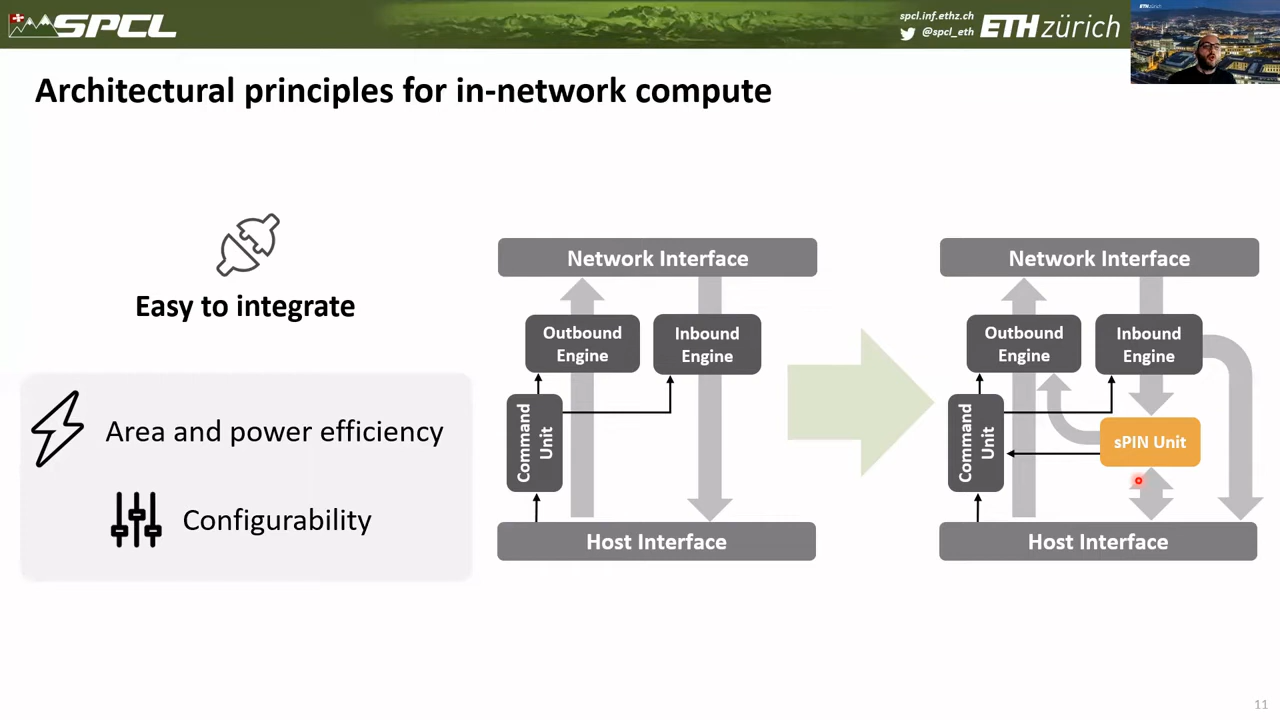 SPCL
spcl.inf.ethz.ch
@spcl_eth
ETH zürich
Architectural principles for in-network compute
Easy to integrate
Area and power efficiency
Configurability
Network Interface
Outbound
Engine
Inbound
Engine
Command
Unit
Host Interface
Network Interface
Outbound
Engine
Inbound
Engine
Command
Unit
sPIN Unit
Host Interface
11